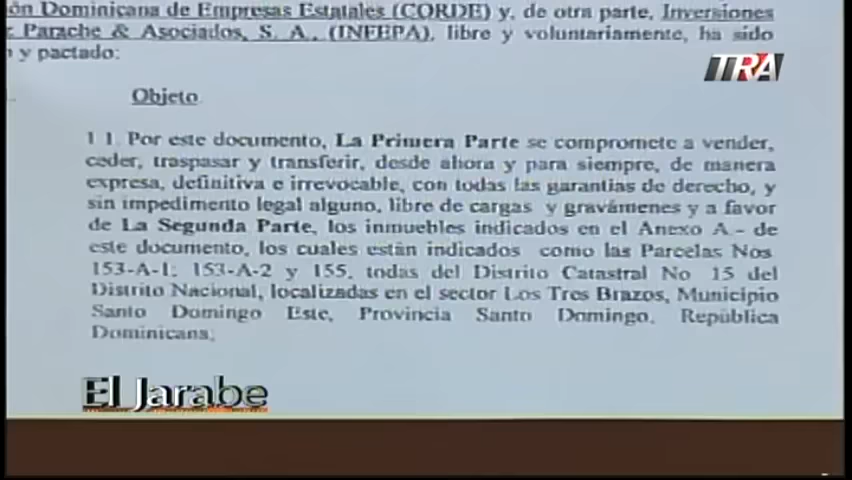 ón Dominicana de Empresas Estatales (CORDE) y, de otra parte, Inversiones
Parache & Asociados, S. A., (INFEPA), libre y voluntariamente, ha sido
y pactado:
TRA
Objeto
1 1. Por este documento, La Primera Parte se compromete a vender,
ceder, traspasar y transferir, desde ahora y para siempre, de manera
expresa, definitiva e irrevocable, con todas las garantias de derecho, y
sin impedimento legal alguno, libre de cargas y gravámenes y a favor
de La Segunda Parte, los inmuebles indicados en el Anexo A - de
este documento, los cuales están indicados como las Parcelas Nos
153-A-1; 153-A-2 y 155, todas del Distrito Catastral No 15 del
Distrito Nacional, localizadas en el sector Los Tres Brazos, Municipio
Santo Domingo Este, Provincia Santo Domingo, República
Dominicana;
El Jarabe